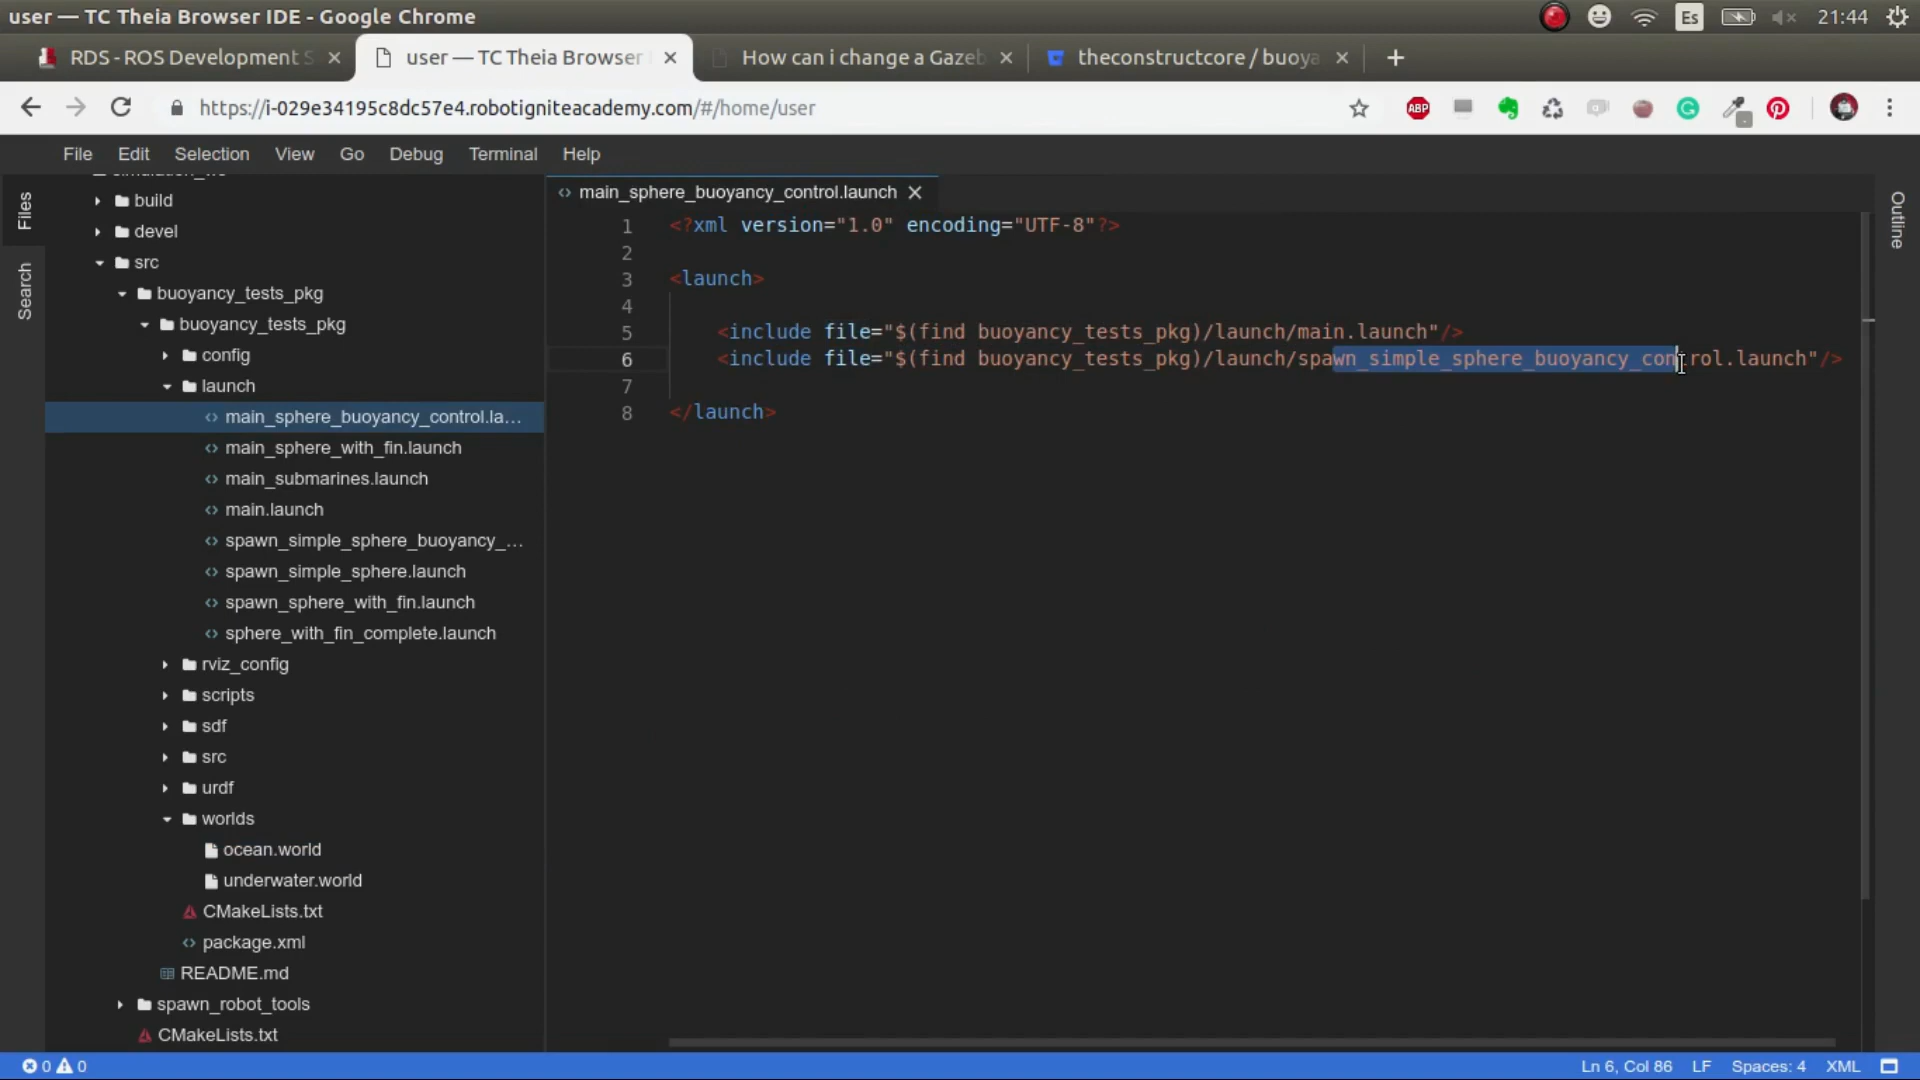 user — TC Theia Browser IDE - Google Chrome
Es
21:44
RDS - ROS Development S
user — TC Theia Browser
How can i change a Gazeb
theconstructcore / buoya
https://i-029e34195c8dc57e4.robotigniteacademy.com/#/home/user
ABP
File Edit Selection View Go Debug Terminal Help
Files
Search
Outline
build
devel
src
buoyancy_tests_pkg
buoyancy_tests_pkg
config
launch
main_sphere_buoyancy_control.la...
main_sphere_with_fin.launch
main_submarines.launch
main.launch
spawn_simple_sphere_buoyancy_...
spawn_simple_sphere.launch
spawn_sphere_with_fin.launch
sphere_with_fin_complete.launch
rviz_config
scripts
sdf
src
urdf
worlds
ocean.world
underwater.world
CMakeLists.txt
package.xml
README.md
spawn_robot_tools
CMakeLists.txt
main_sphere_buoyancy_control.launch
1 <?xml version="1.0" encoding="UTF-8"?>
2
3 <launch>
4
5 <include file="$(find buoyancy_tests_pkg)/launch/main.launch"/>
6 <include file="$(find buoyancy_tests_pkg)/launch/spawn_simple_sphere_buoyancy_control.launch"/>
7
8 </launch>
0 0
Ln 6, Col 86 LF Spaces: 4 XML